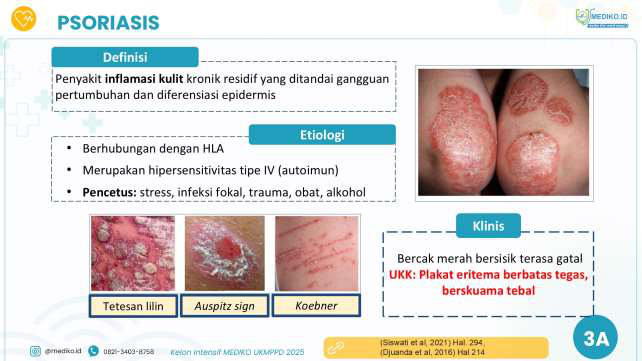 PSORIASIS
MEDIKO.ID
Definisi
Penyakit inflamasi kulit kronik residif yang ditandai gangguan
pertumbuhan dan diferensiasi epidermis
Etiologi
• Berhubungan dengan HLA
• Merupakan hipersensitivitas tipe IV (autoimun)
• Pencetus: stress, infeksi fokal, trauma, obat, alkohol
Tetesan lilin
Auspitz sign
Koebner
Klinis
Bercak merah bersisik terasa gatal
UKK: Plakat eritema berbatas tegas,
berskuama tebal
3A
@mediko.id
0821-3403-8758
Kelon Intensif MEDIKO UKMPPD 2025
(Siswati et al, 2021) Hal. 294,
(Djuanda et al, 2016) Hal 214